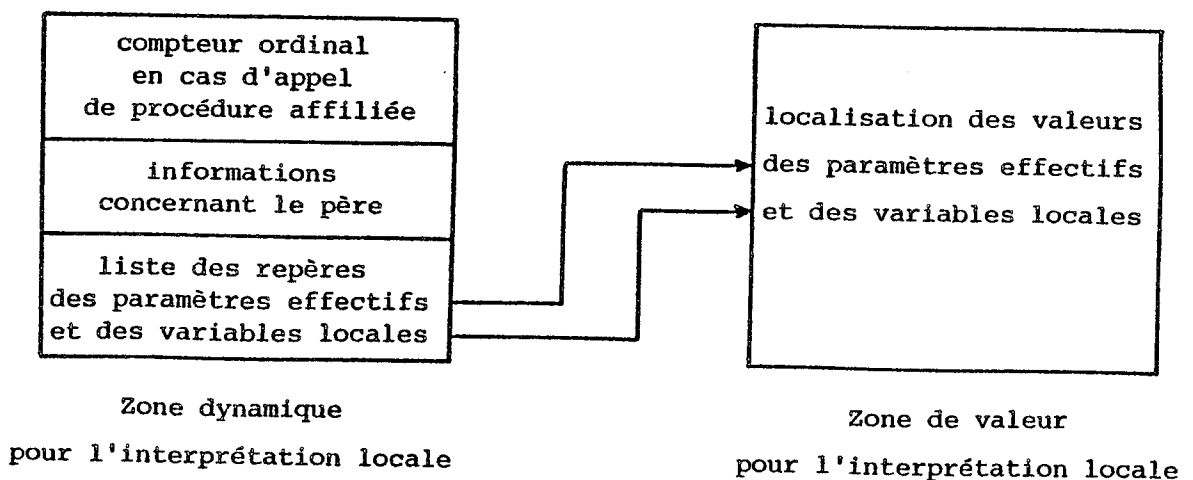 compteur ordinal
en cas d'appel
de procédure affiliée
informations
concernant le père
liste des repères
des paramètres effectifs
et des variables locales
Zone dynamique
pour l'interprétation locale
localisation des valeurs
des paramètres effectifs
et des variables locales
Zone de valeur
pour l'interprétation locale